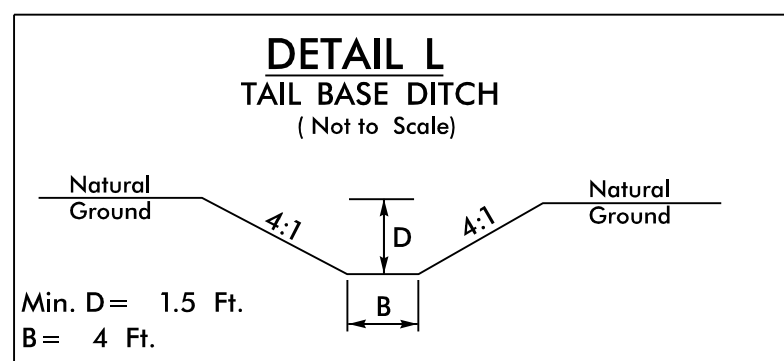 DETAIL L
TAIL BASE DITCH
( Not to Scale)
Natural
Ground
4:1
D
4:1
Natural
Ground
B
Min. D= 1.5 Ft.
B= 4 Ft.